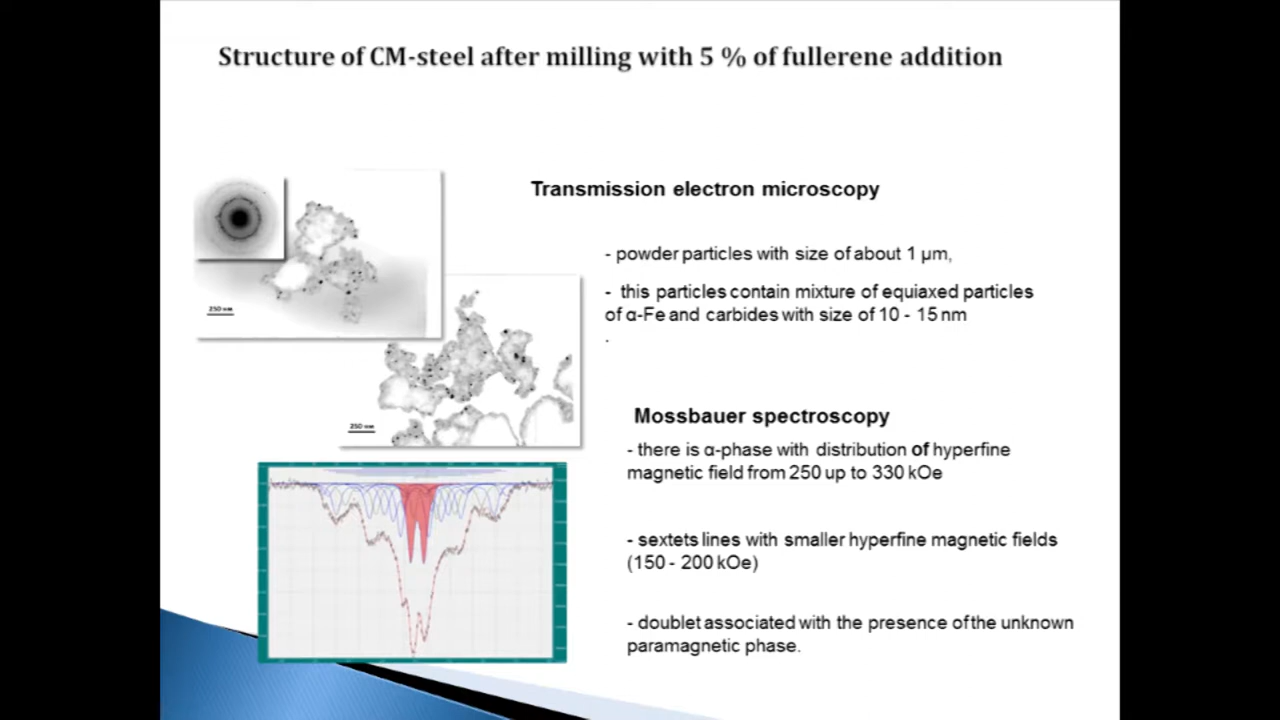 Structure of CM-steel after milling with 5 % of fullerene addition
Transmission electron microscopy
- powder particles with size of about 1 μm,
- this particles contain mixture of equiaxed particles
of α-Fe and carbides with size of 10 - 15 nm
.
250 nm
250 nm
Mossbauer spectroscopy
- there is α-phase with distribution of hyperfine
magnetic field from 250 up to 330 kOe
- sextets lines with smaller hyperfine magnetic fields
(150 - 200 kOe)
- doublet associated with the presence of the unknown
paramagnetic phase.